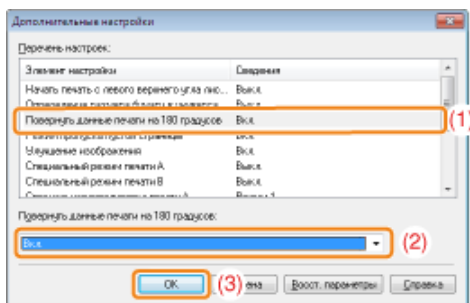 Дополнительные настройки
Перечень настроек:
Элемент настройки Сведения
Начать печать с левого верхнего угла лис... Выкл.
Повернуть данные печати на 180 градусов Вкл.
(1)
Улучшение изображения Выкл.
Специальный режим печати A Выкл.
Специальный режим печати B Выкл.
Повернуть данные печати на 180 градусов:
Вкл.
(2)
OK
(3)
ена
Восст. параметры
Справка